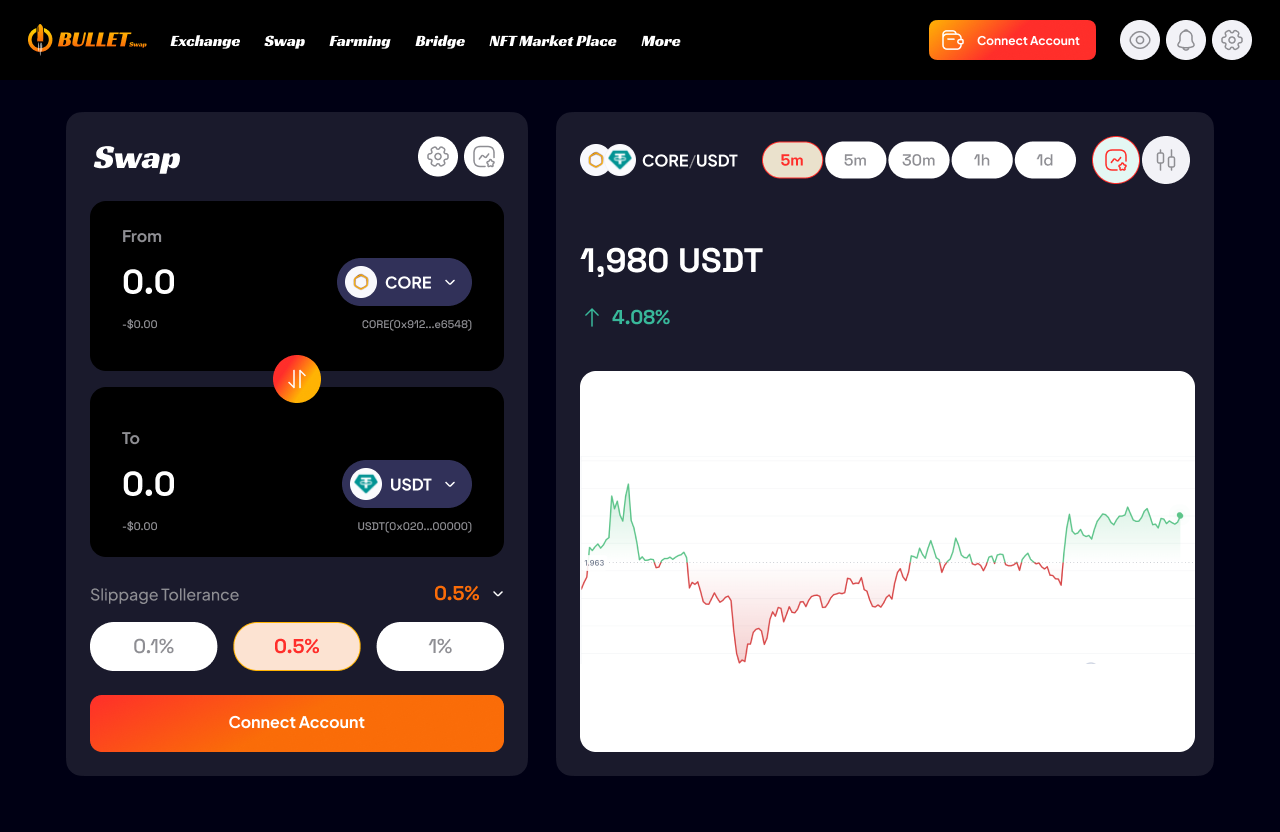 BULLET Swap Exchange Swap Farming Bridge NFT Market Place More Connect Account
Swap
CORE/USDT 5m 5m 30m 1h 1d
From
0.0 CORE
-$0.00 CORE(0x912...e6548)
To
0.0 USDT
-$0.00 USDT(0x020...00000)
Slippage Tollerance 0.5%
0.1% 0.5% 1%
Connect Account
1,980 USDT
4.08%
1.963